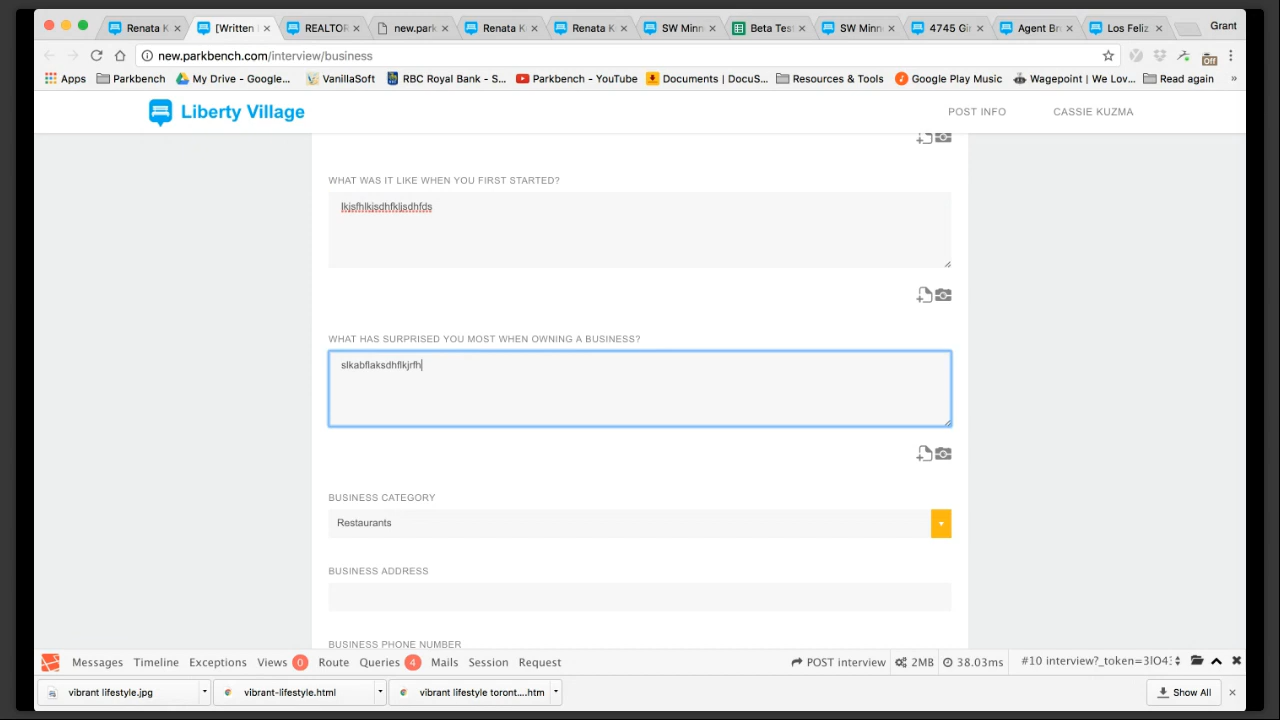 Renata K
[Written
REALTOR
new.park
Renata K
Renata K
SW Minn
Beta Test
SW Minn
4745 Gir
Agent Br
Los Feliz
Grant
new.parkbench.com/interview/business
Off
Apps
Parkbench
My Drive - Google...
VanillaSoft
RBC Royal Bank - S...
Parkbench - YouTube
Documents | DocuS...
Resources & Tools
Google Play Music
Wagepoint | We Lov...
Read again
»
Liberty Village
POST INFO
CASSIE KUZMA
WHAT WAS IT LIKE WHEN YOU FIRST STARTED?
lkjsfhlkjsdhfkljsdhfds
WHAT HAS SURPRISED YOU MOST WHEN OWNING A BUSINESS?
slkabflaksdhflkjrfh
BUSINESS CATEGORY
Restaurants
BUSINESS ADDRESS
BUSINESS PHONE NUMBER
Messages
Timeline
Exceptions
Views 0
Route
Queries 4
Mails
Session
Request
POST interview
2MB
38.03ms
#10 interview?_token=3lO4
vibrant lifestyle.jpg
vibrant-lifestyle.html
vibrant lifestyle toront....htm
Show All